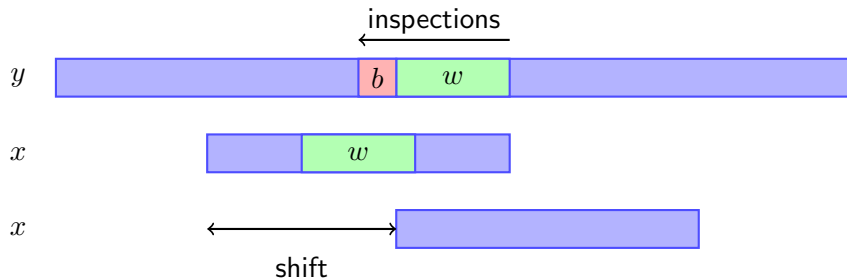 inspections
y b w
x w
x
shift